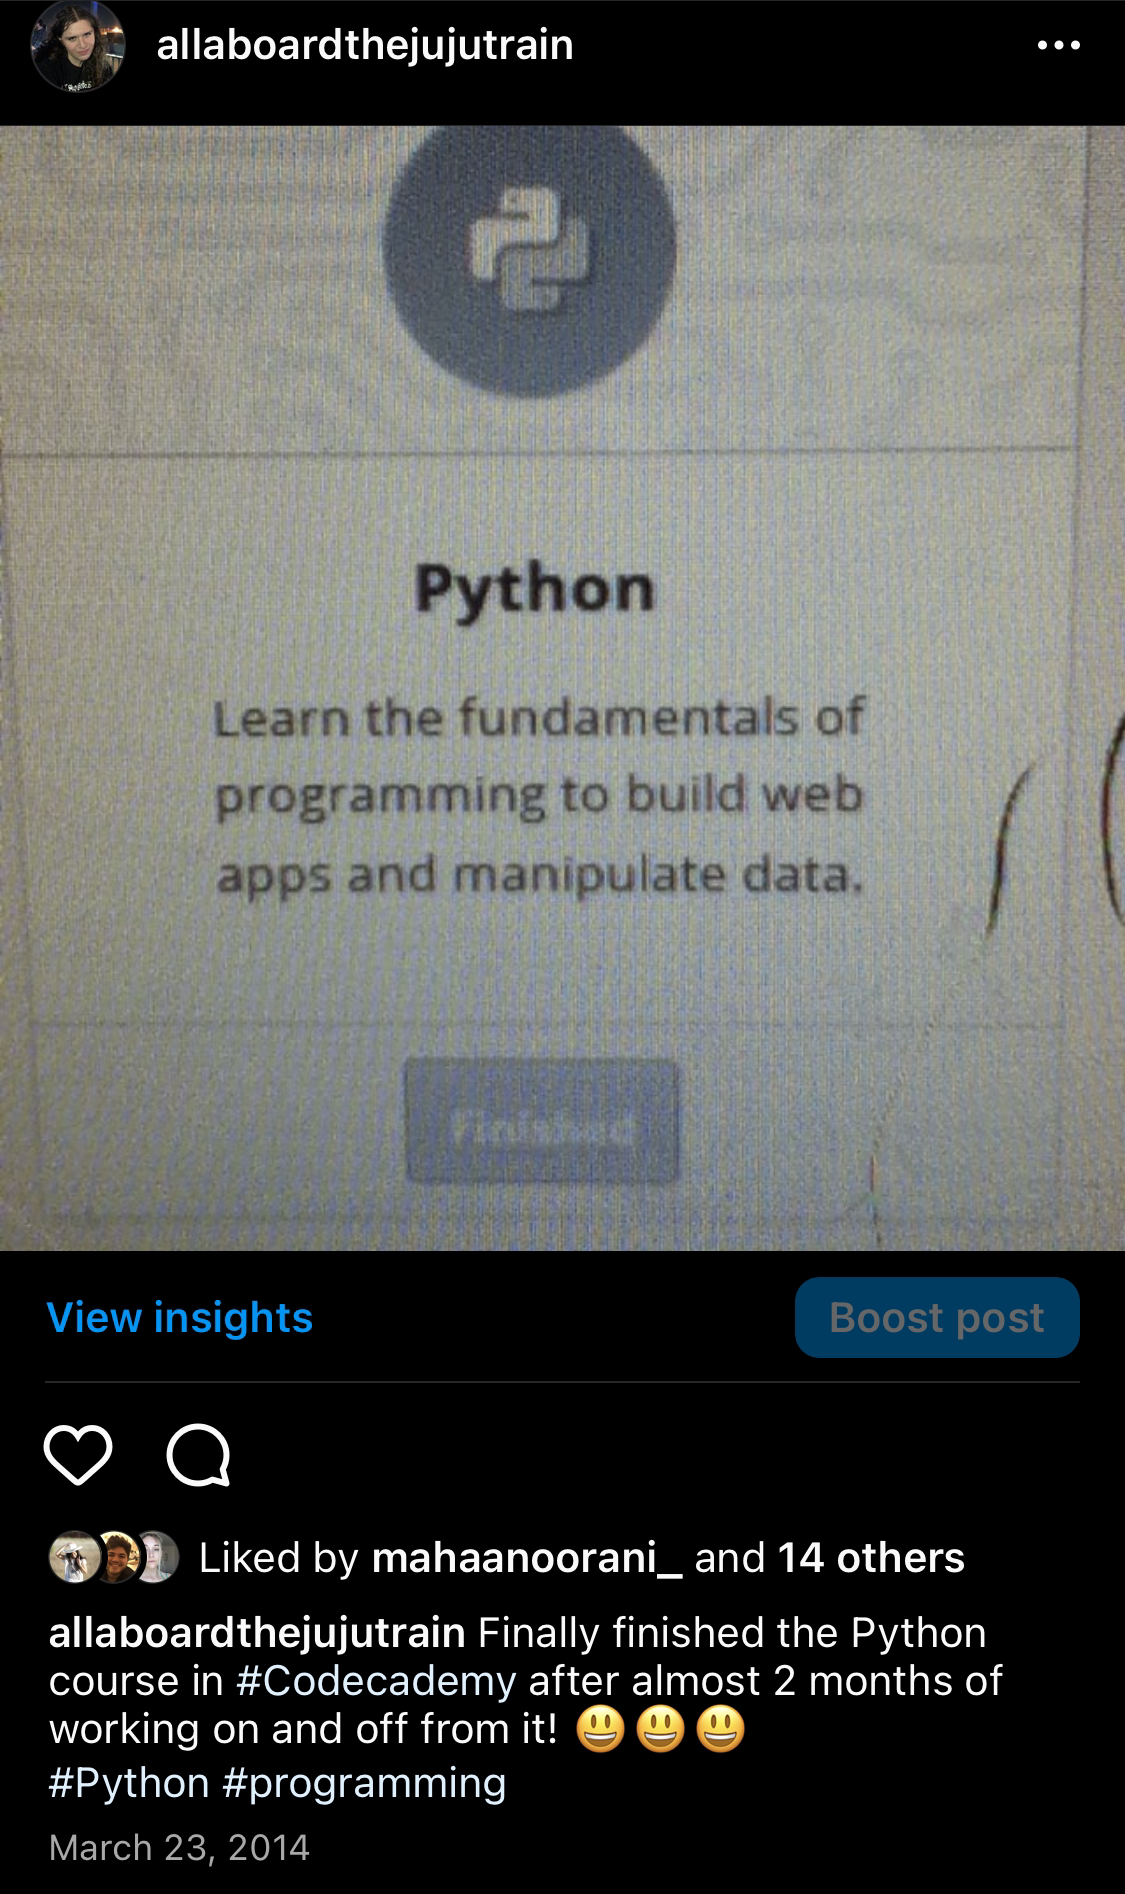 allaboardthejujutrain
Python
Learn the fundamentals of
programming to build web
apps and manipulate data.
Finished
View insights
Boost post
Liked by mahaanoorani_ and 14 others
allaboardthejujutrain Finally finished the Python
course in #Codecademy after almost 2 months of
working on and off from it! 😃😃😃
#Python #programming
March 23, 2014